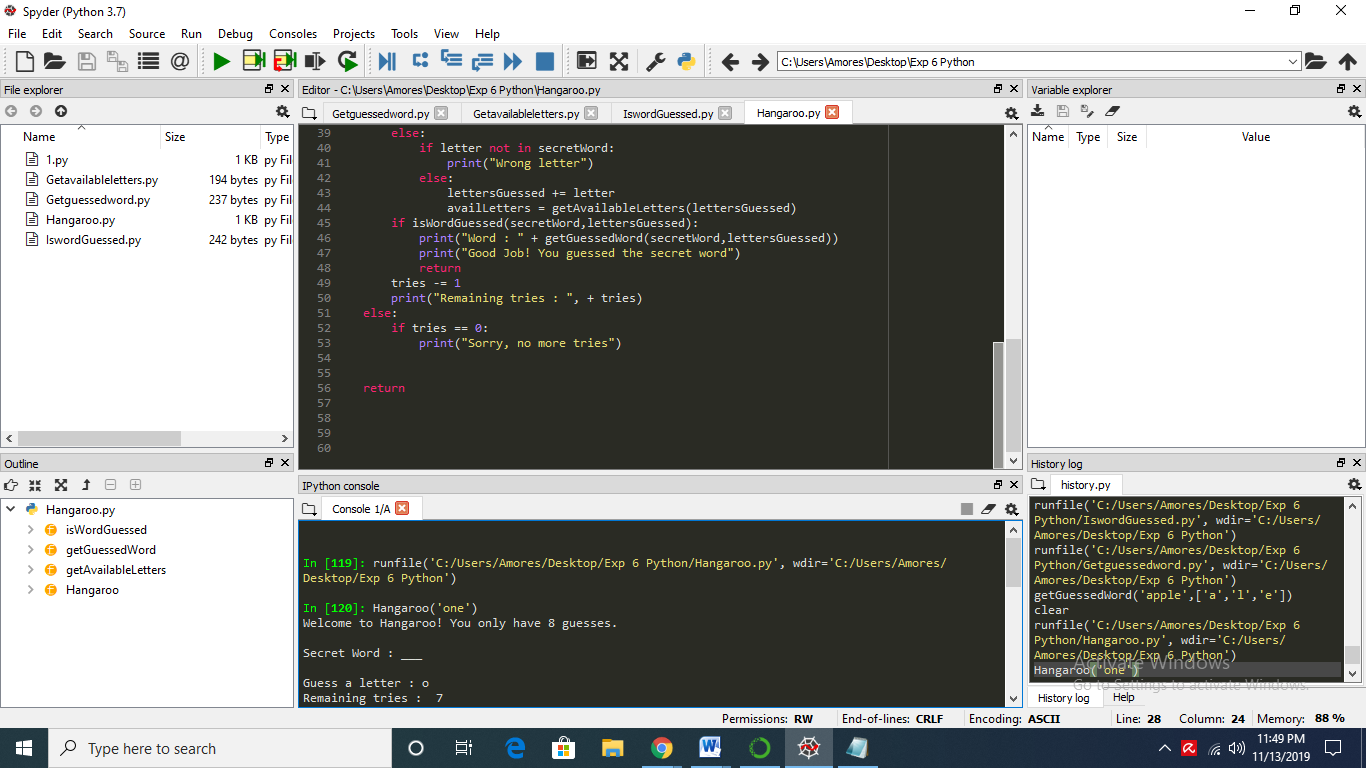 Spyder (Python 3.7)
File Edit Search Source Run Debug Consoles Projects Tools View Help
C:\Users\Amores\Desktop\Exp 6 Python
File explorer
Name Size Type
1.py 1 KB py Fil
Getavailableletters.py 194 bytes py Fil
Getguessedword.py 237 bytes py Fil
Hangaroo.py 1 KB py Fil
IswordGuessed.py 242 bytes py Fil
Outline
Hangaroo.py
isWordGuessed
getGuessedWord
getAvailableLetters
Hangaroo
Editor - C:\Users\Amores\Desktop\Exp 6 Python\Hangaroo.py
Getguessedword.py Getavailableletters.py IswordGuessed.py Hangaroo.py
39 else:
40 if letter not in secretWord:
41 print("Wrong letter")
42 else:
43 lettersGuessed += letter
44 availLetters = getAvailableLetters(lettersGuessed)
45 if isWordGuessed(secretWord,lettersGuessed):
46 print("Word : " + getGuessedWord(secretWord,lettersGuessed))
47 print("Good Job! You guessed the secret word")
48 return
49 tries -= 1
50 print("Remaining tries : ", + tries)
51 else:
52 if tries == 0:
53 print("Sorry, no more tries")
54
55
56 return
57
58
59
60
IPython console
Console 1/A
In [119]: runfile('C:/Users/Amores/Desktop/Exp 6 Python/Hangaroo.py', wdir='C:/Users/Amores/
Desktop/Exp 6 Python')
In [120]: Hangaroo('one')
Welcome to Hangaroo! You only have 8 guesses.
Secret Word : ___
Guess a letter : o
Remaining tries :  7
Variable explorer
Name Type Size Value
History log
history.py
runfile('C:/Users/Amores/Desktop/Exp 6
Python/IswordGuessed.py', wdir='C:/Users/
Amores/Desktop/Exp 6 Python')
runfile('C:/Users/Amores/Desktop/Exp 6
Python/Getguessedword.py', wdir='C:/Users/
Amores/Desktop/Exp 6 Python')
getGuessedWord('apple',['a','l','e'])
clear
runfile('C:/Users/Amores/Desktop/Exp 6
Python/Hangaroo.py', wdir='C:/Users/
Amores/Desktop/Exp 6 Python')
Hangaroo('one')
Activate Windows
Go to Settings to activate Windows.
History log Help
Permissions: RW End-of-lines: CRLF Encoding: ASCII Line: 28 Column: 24 Memory: 88 %
Type here to search
11:49 PM
11/13/2019